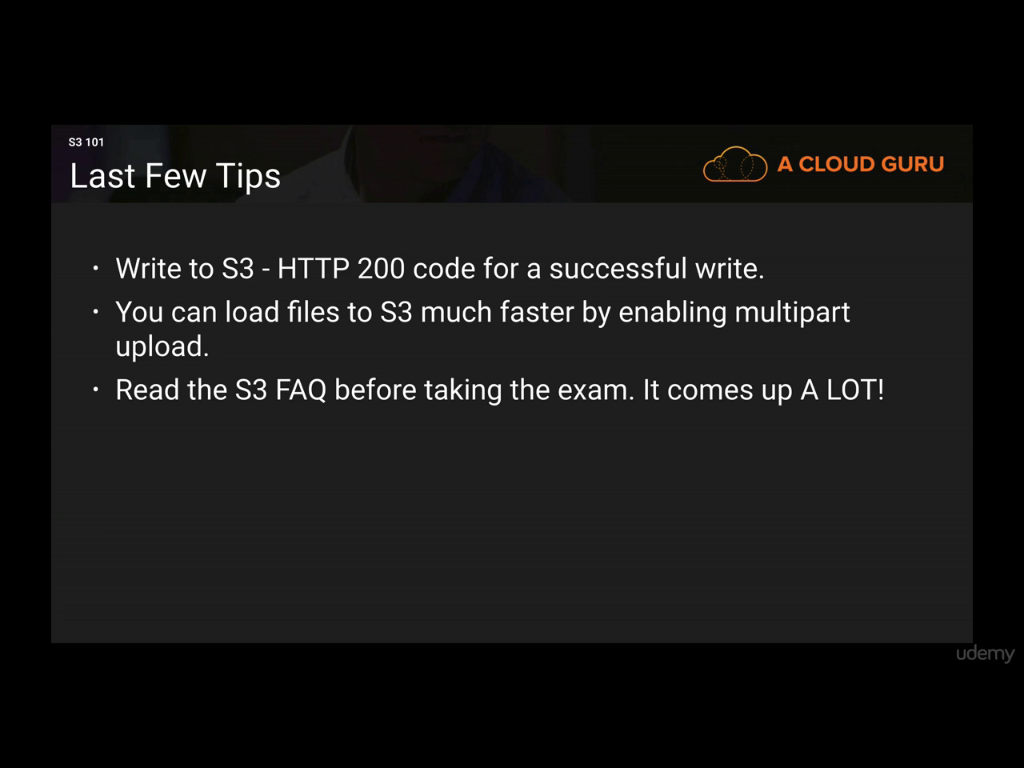 S3 101
Last Few Tips
A CLOUD GURU
• Write to S3 - HTTP 200 code for a successful write.
• You can load files to S3 much faster by enabling multipart
upload.
• Read the S3 FAQ before taking the exam. It comes up A LOT!
udemy